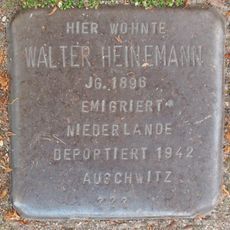 HIER WOHNTE
WALTER HEINEMANN
JG. 1896
EMIGRIERT
NIEDERLANDE
DEPORTIERT 1942
AUSCHWITZ
???